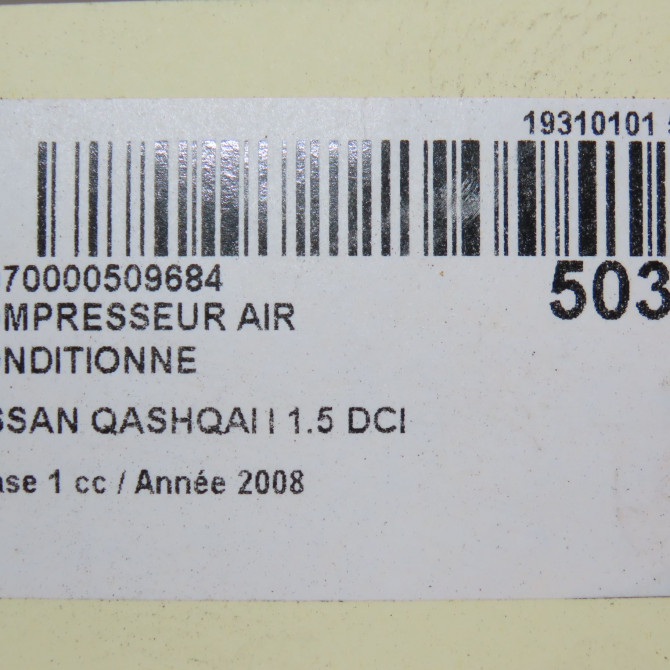 19310101
70000509684
503
MPRESSEUR AIR
NDITIONNE
SSAN QASHQAI I 1.5 DCI
ase 1 cc / Année 2008